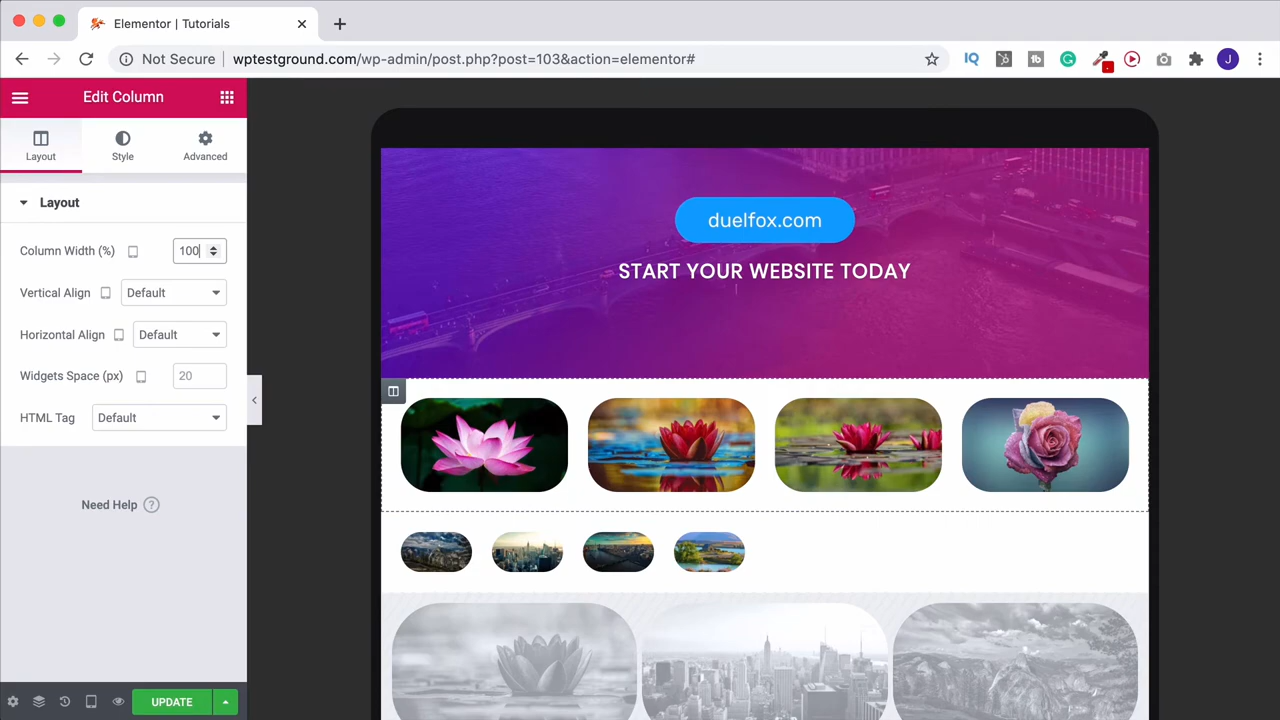 Elementor | Tutorials
Not Secure
wptestground.com/wp-admin/post.php?post=103&action=elementor#
IQ
tb
G
J
Edit Column
Layout
Style
Advanced
Layout
Column Width (%)
100
Vertical Align
Default
Horizontal Align
Default
Widgets Space (px)
20
HTML Tag
Default
Need Help ?
UPDATE
duelfox.com
START YOUR WEBSITE TODAY